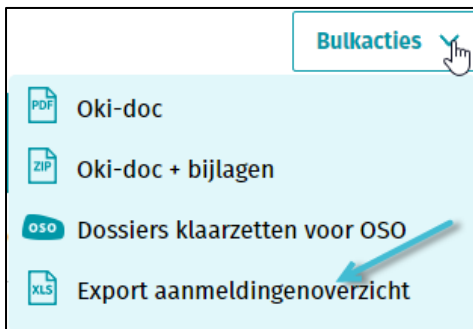 Bulkacties
PDF Oki-doc
ZIP Oki-doc + bijlagen
OSO Dossiers klaarzetten voor OSO
XLS Export aanmeldingenoverzicht